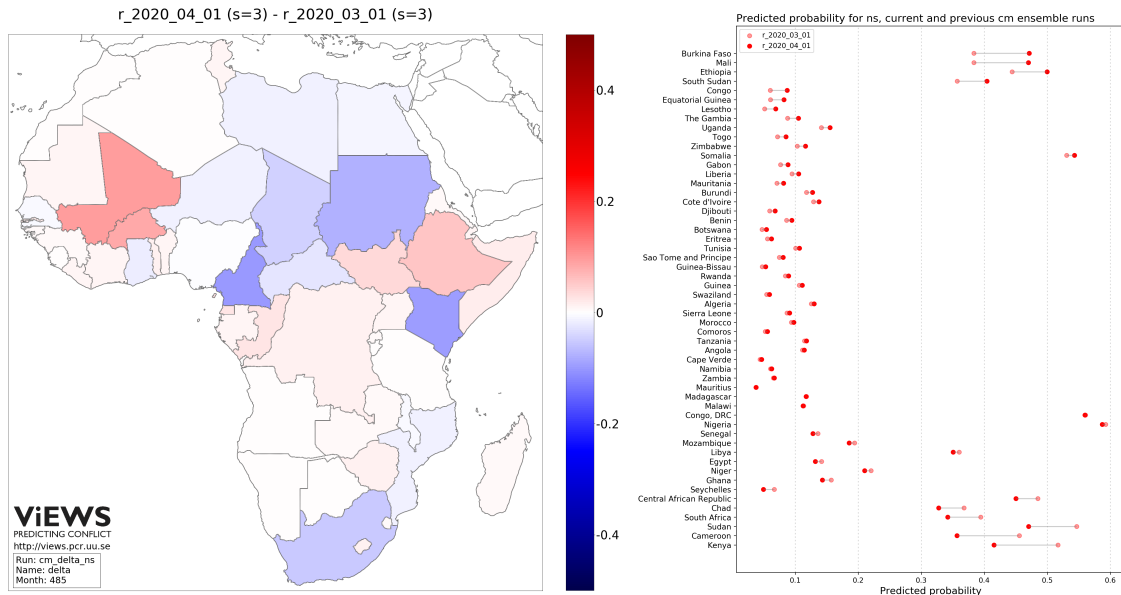 r_2020_04_01 (s=3) - r_2020_03_01 (s=3)
0.4
0.2
0
-0.2
-0.4
ViEWS
PREDICTING CONFLICT
http://views.pcr.uu.se
Run: cm_delta_ns
Name: delta
Month: 485
Predicted probability for ns, current and previous cm ensemble runs
r_2020_03_01
r_2020_04_01
Burkina Faso
Mali
Ethiopia
South Sudan
Congo
Equatorial Guinea
Lesotho
The Gambia
Uganda
Togo
Zimbabwe
Somalia
Gabon
Liberia
Mauritania
Burundi
Cote d'Ivoire
Djibouti
Benin
Botswana
Eritrea
Tunisia
Sao Tome and Principe
Guinea-Bissau
Rwanda
Guinea
Swaziland
Algeria
Sierra Leone
Morocco
Comoros
Tanzania
Angola
Cape Verde
Namibia
Zambia
Mauritius
Madagascar
Malawi
Congo, DRC
Nigeria
Senegal
Mozambique
Libya
Egypt
Niger
Ghana
Seychelles
Central African Republic
Chad
South Africa
Sudan
Cameroon
Kenya
0.1 0.2 0.3 0.4 0.5 0.6
Predicted probability